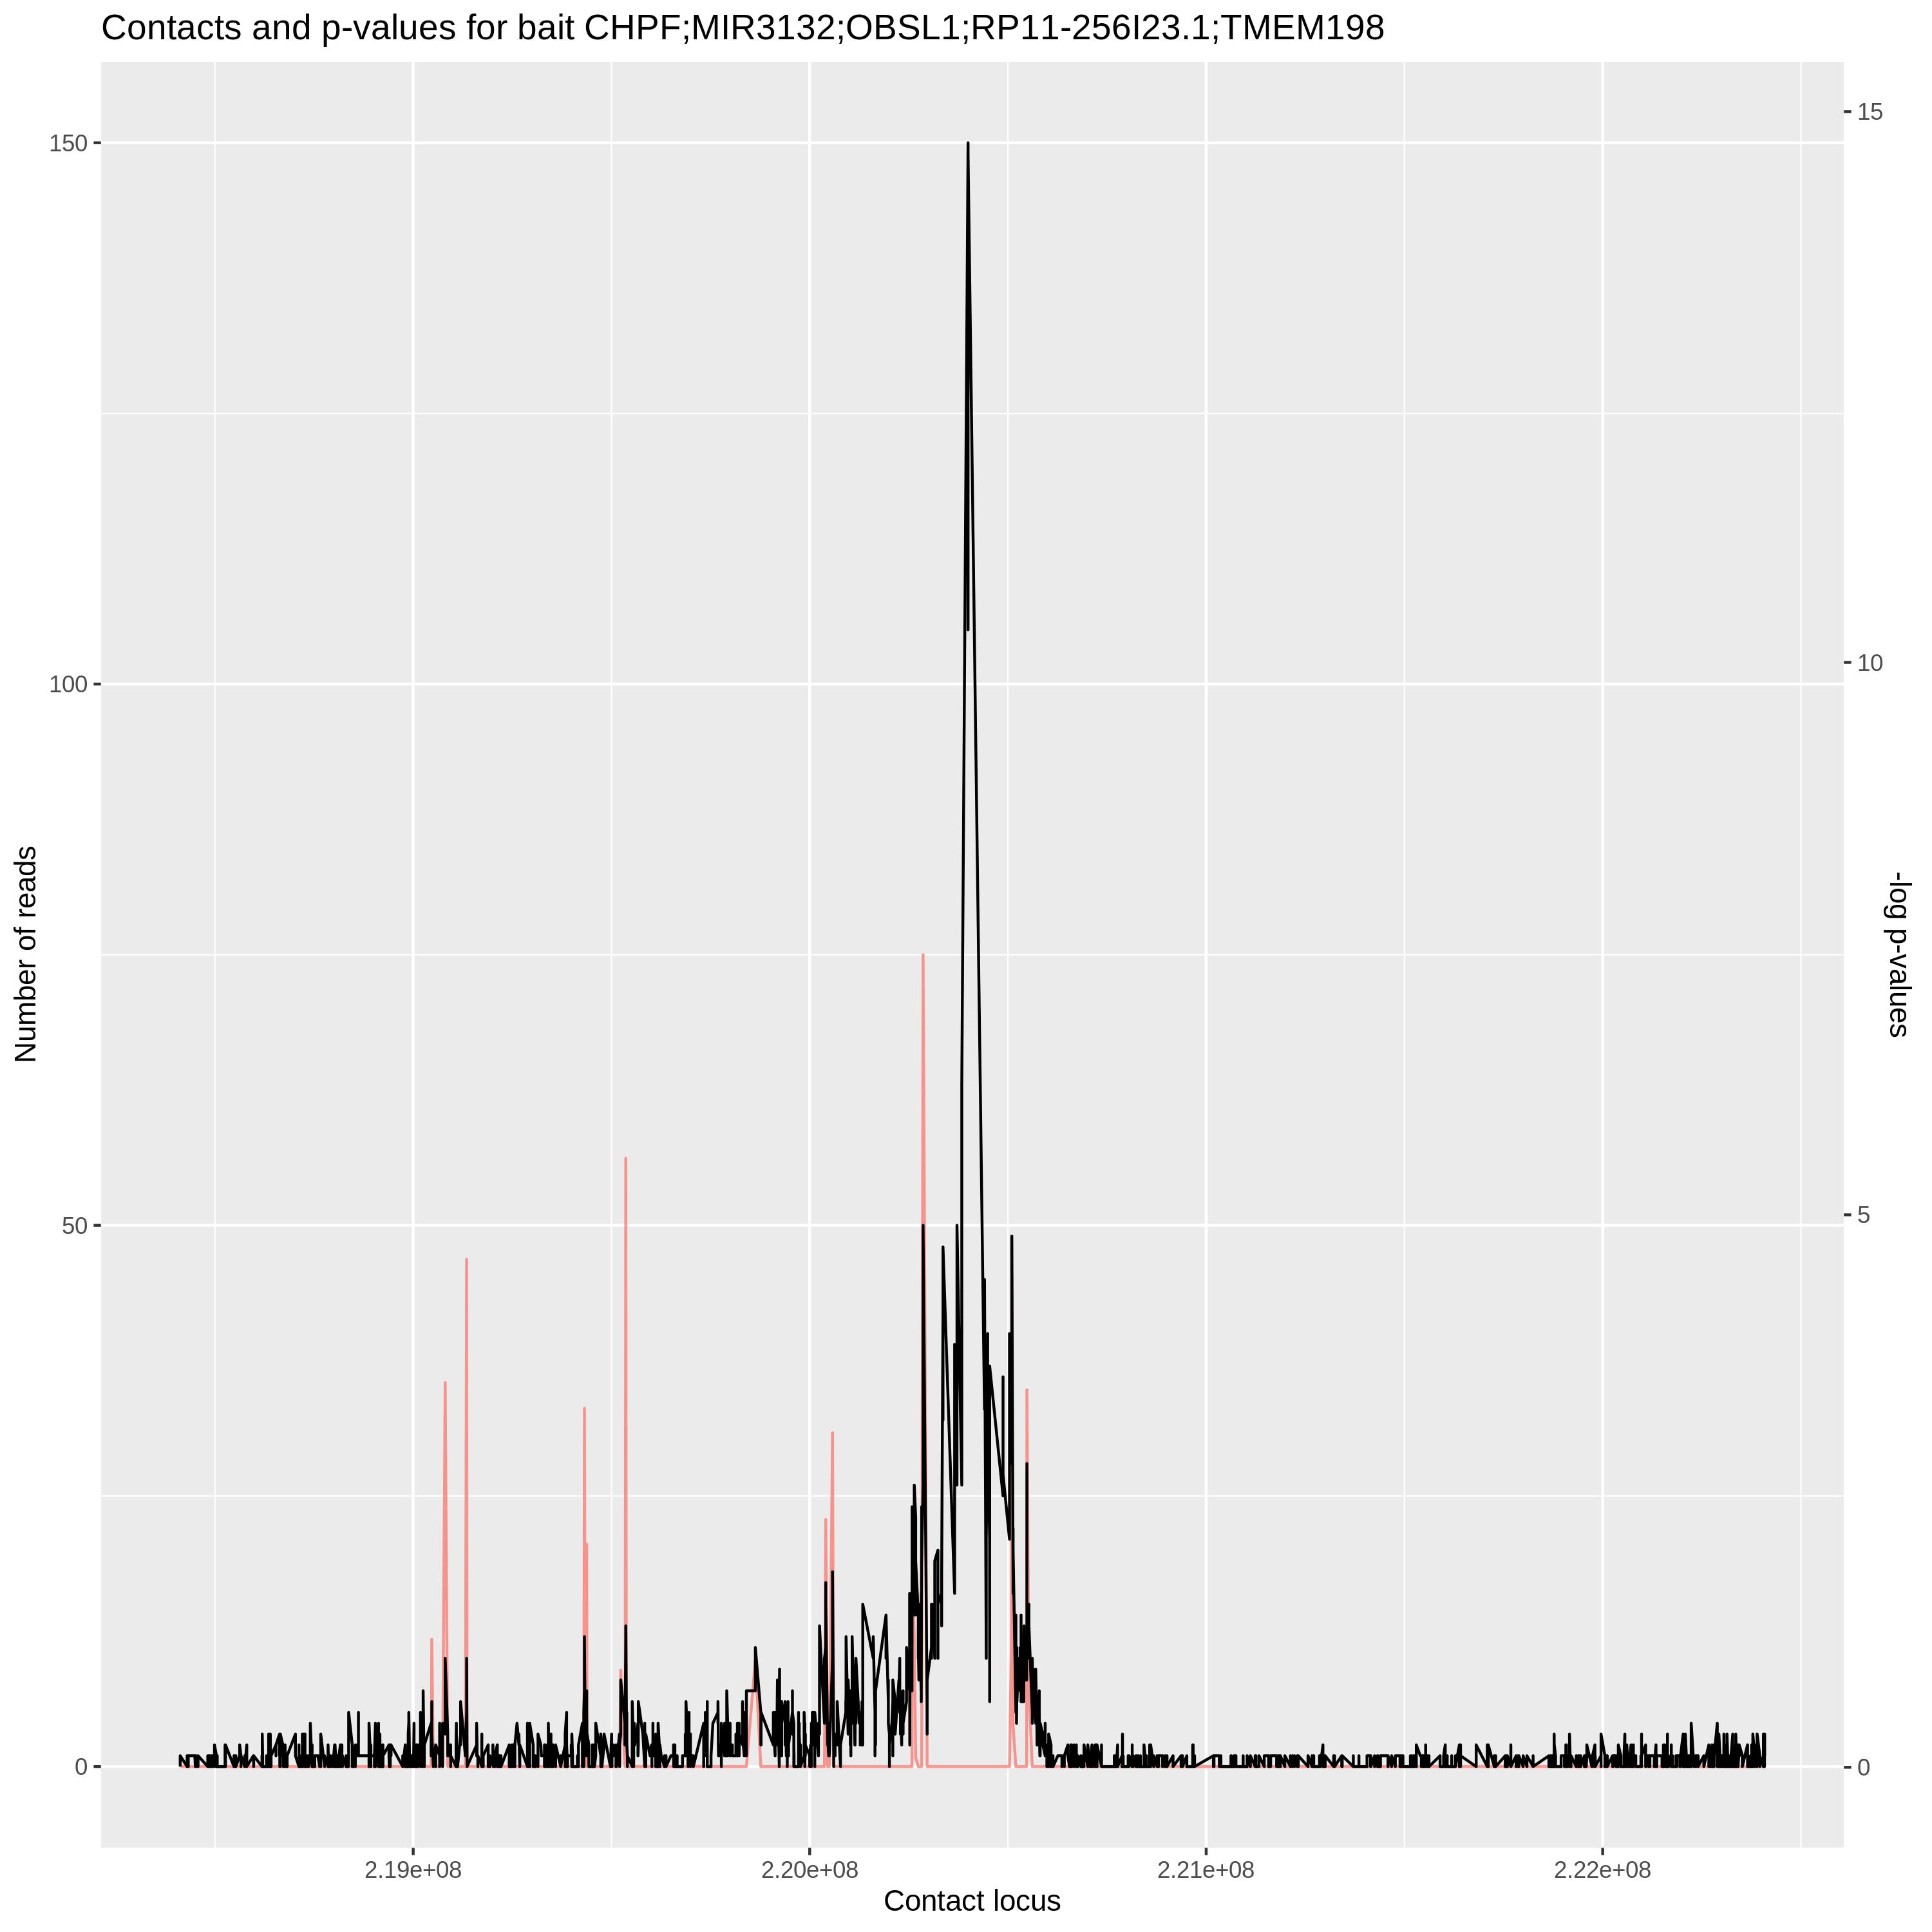 Contacts and p-values for bait CHPF;MIR3132;OBSL1;RP11-256I23.1;TMEM198
150
100
50
0
Number of reads
15
10
5
0
-log p-values
2.19e+08
2.20e+08
2.21e+08
2.22e+08
Contact locus